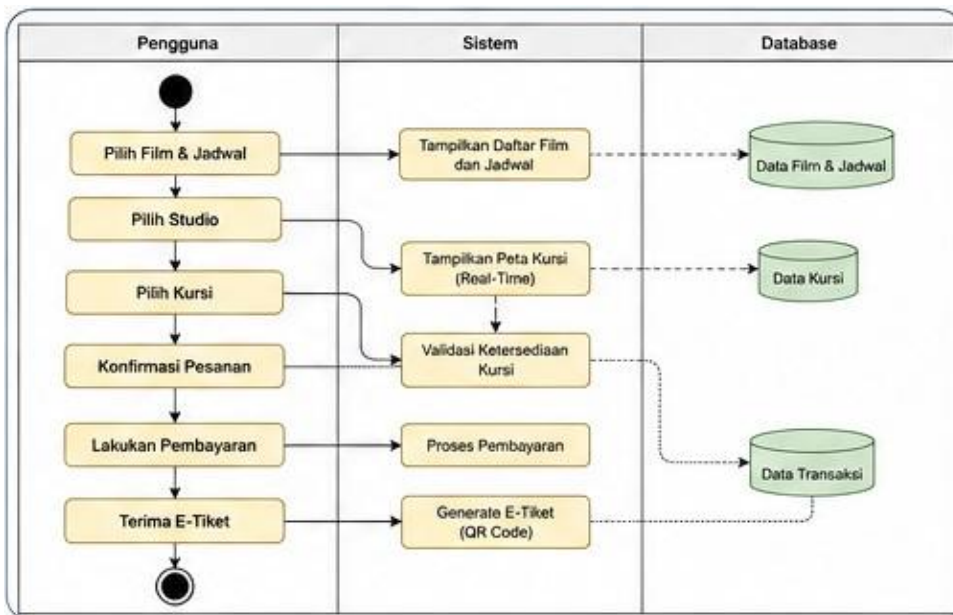 Pengguna
Sistem
Database
Pilih Film & Jadwal
Tampilkan Daftar Film
dan Jadwal
Data Film & Jadwal
Pilih Studio
Tampilkan Peta Kursi
(Real-Time)
Data Kursi
Pilih Kursi
Validasi Ketersediaan
Kursi
Konfirmasi Pesanan
Lakukan Pembayaran
Proses Pembayaran
Data Transaksi
Terima E-Tiket
Generate E-Tiket
(QR Code)